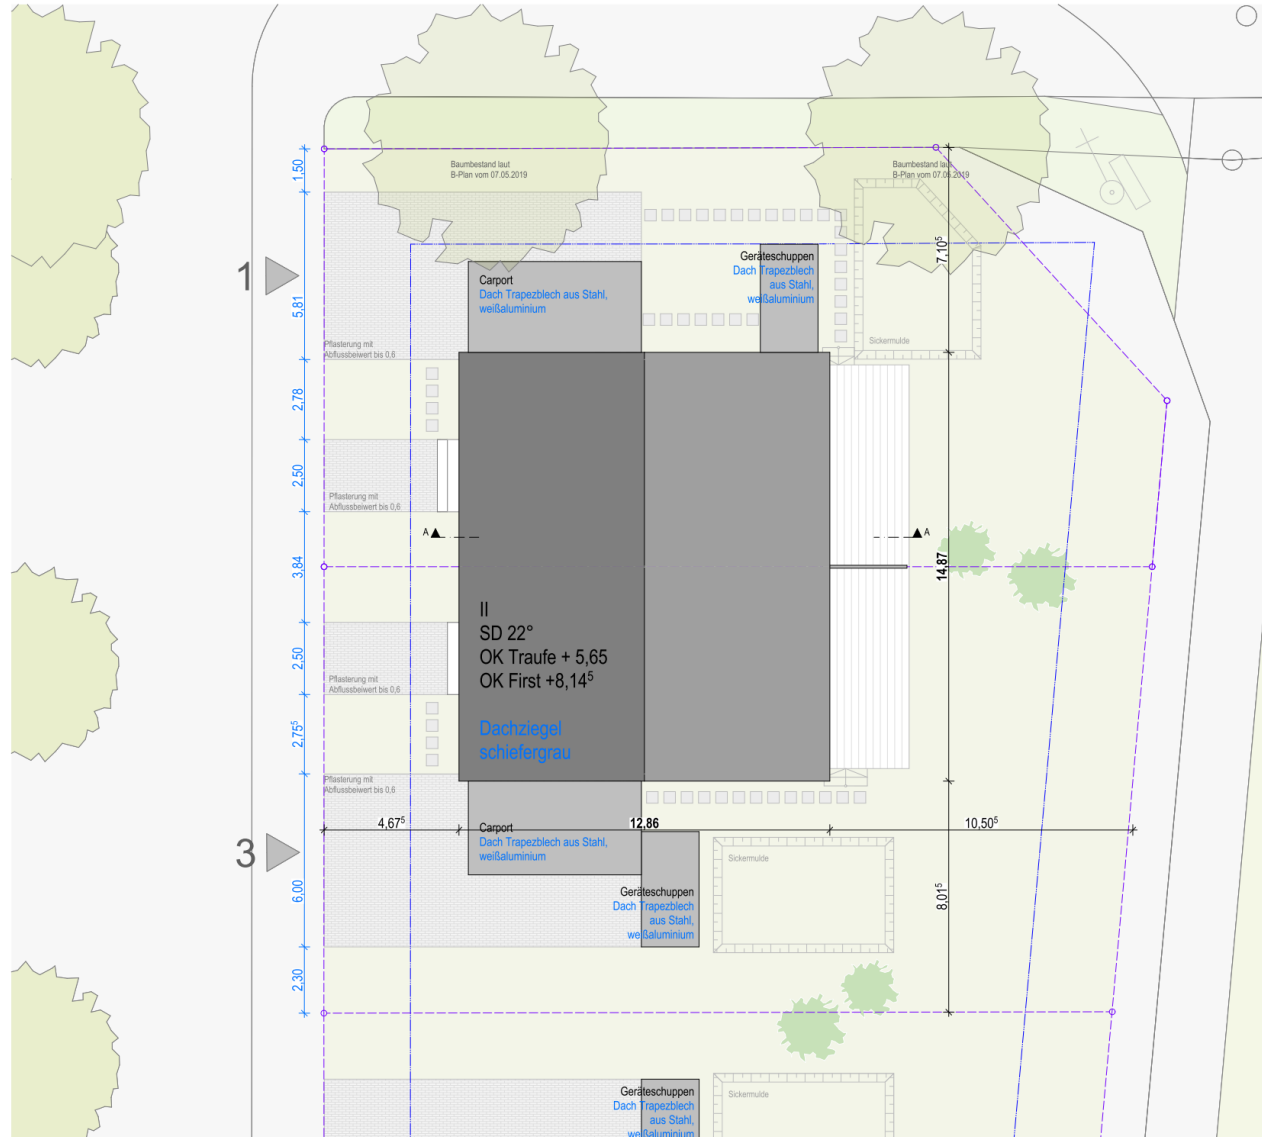 Baumbestand laut
B-Plan vom 07.05.2019
Baumbestand laut
B-Plan vom 07.05.2019
1,50
1
5,81
Carport
Dach Trapezblech aus Stahl,
weißaluminium
Geräteschuppen
Dach Trapezblech
aus Stahl,
weißaluminium
7,10⁵
Sickermulde
Pflasterung mit
Abflussbeiwert bis 0,6
2,78
2,50
Pflasterung mit
Abflussbeiwert bis 0,6
A
A
3,84
14,87
II
SD 22°
OK Traufe + 5,65
OK First +8,14⁵
Dachziegel
schiefergrau
2,50
Pflasterung mit
Abflussbeiwert bis 0,6
2,75⁵
Pflasterung mit
Abflussbeiwert bis 0,6
4,67⁵
12,86
10,50⁵
3
Carport
Dach Trapezblech aus Stahl,
weißaluminium
6,00
Geräteschuppen
Dach Trapezblech
aus Stahl,
weißaluminium
Sickermulde
8,01⁵
2,30
Geräteschuppen
Dach Trapezblech
aus Stahl,
weißaluminium
Sickermulde